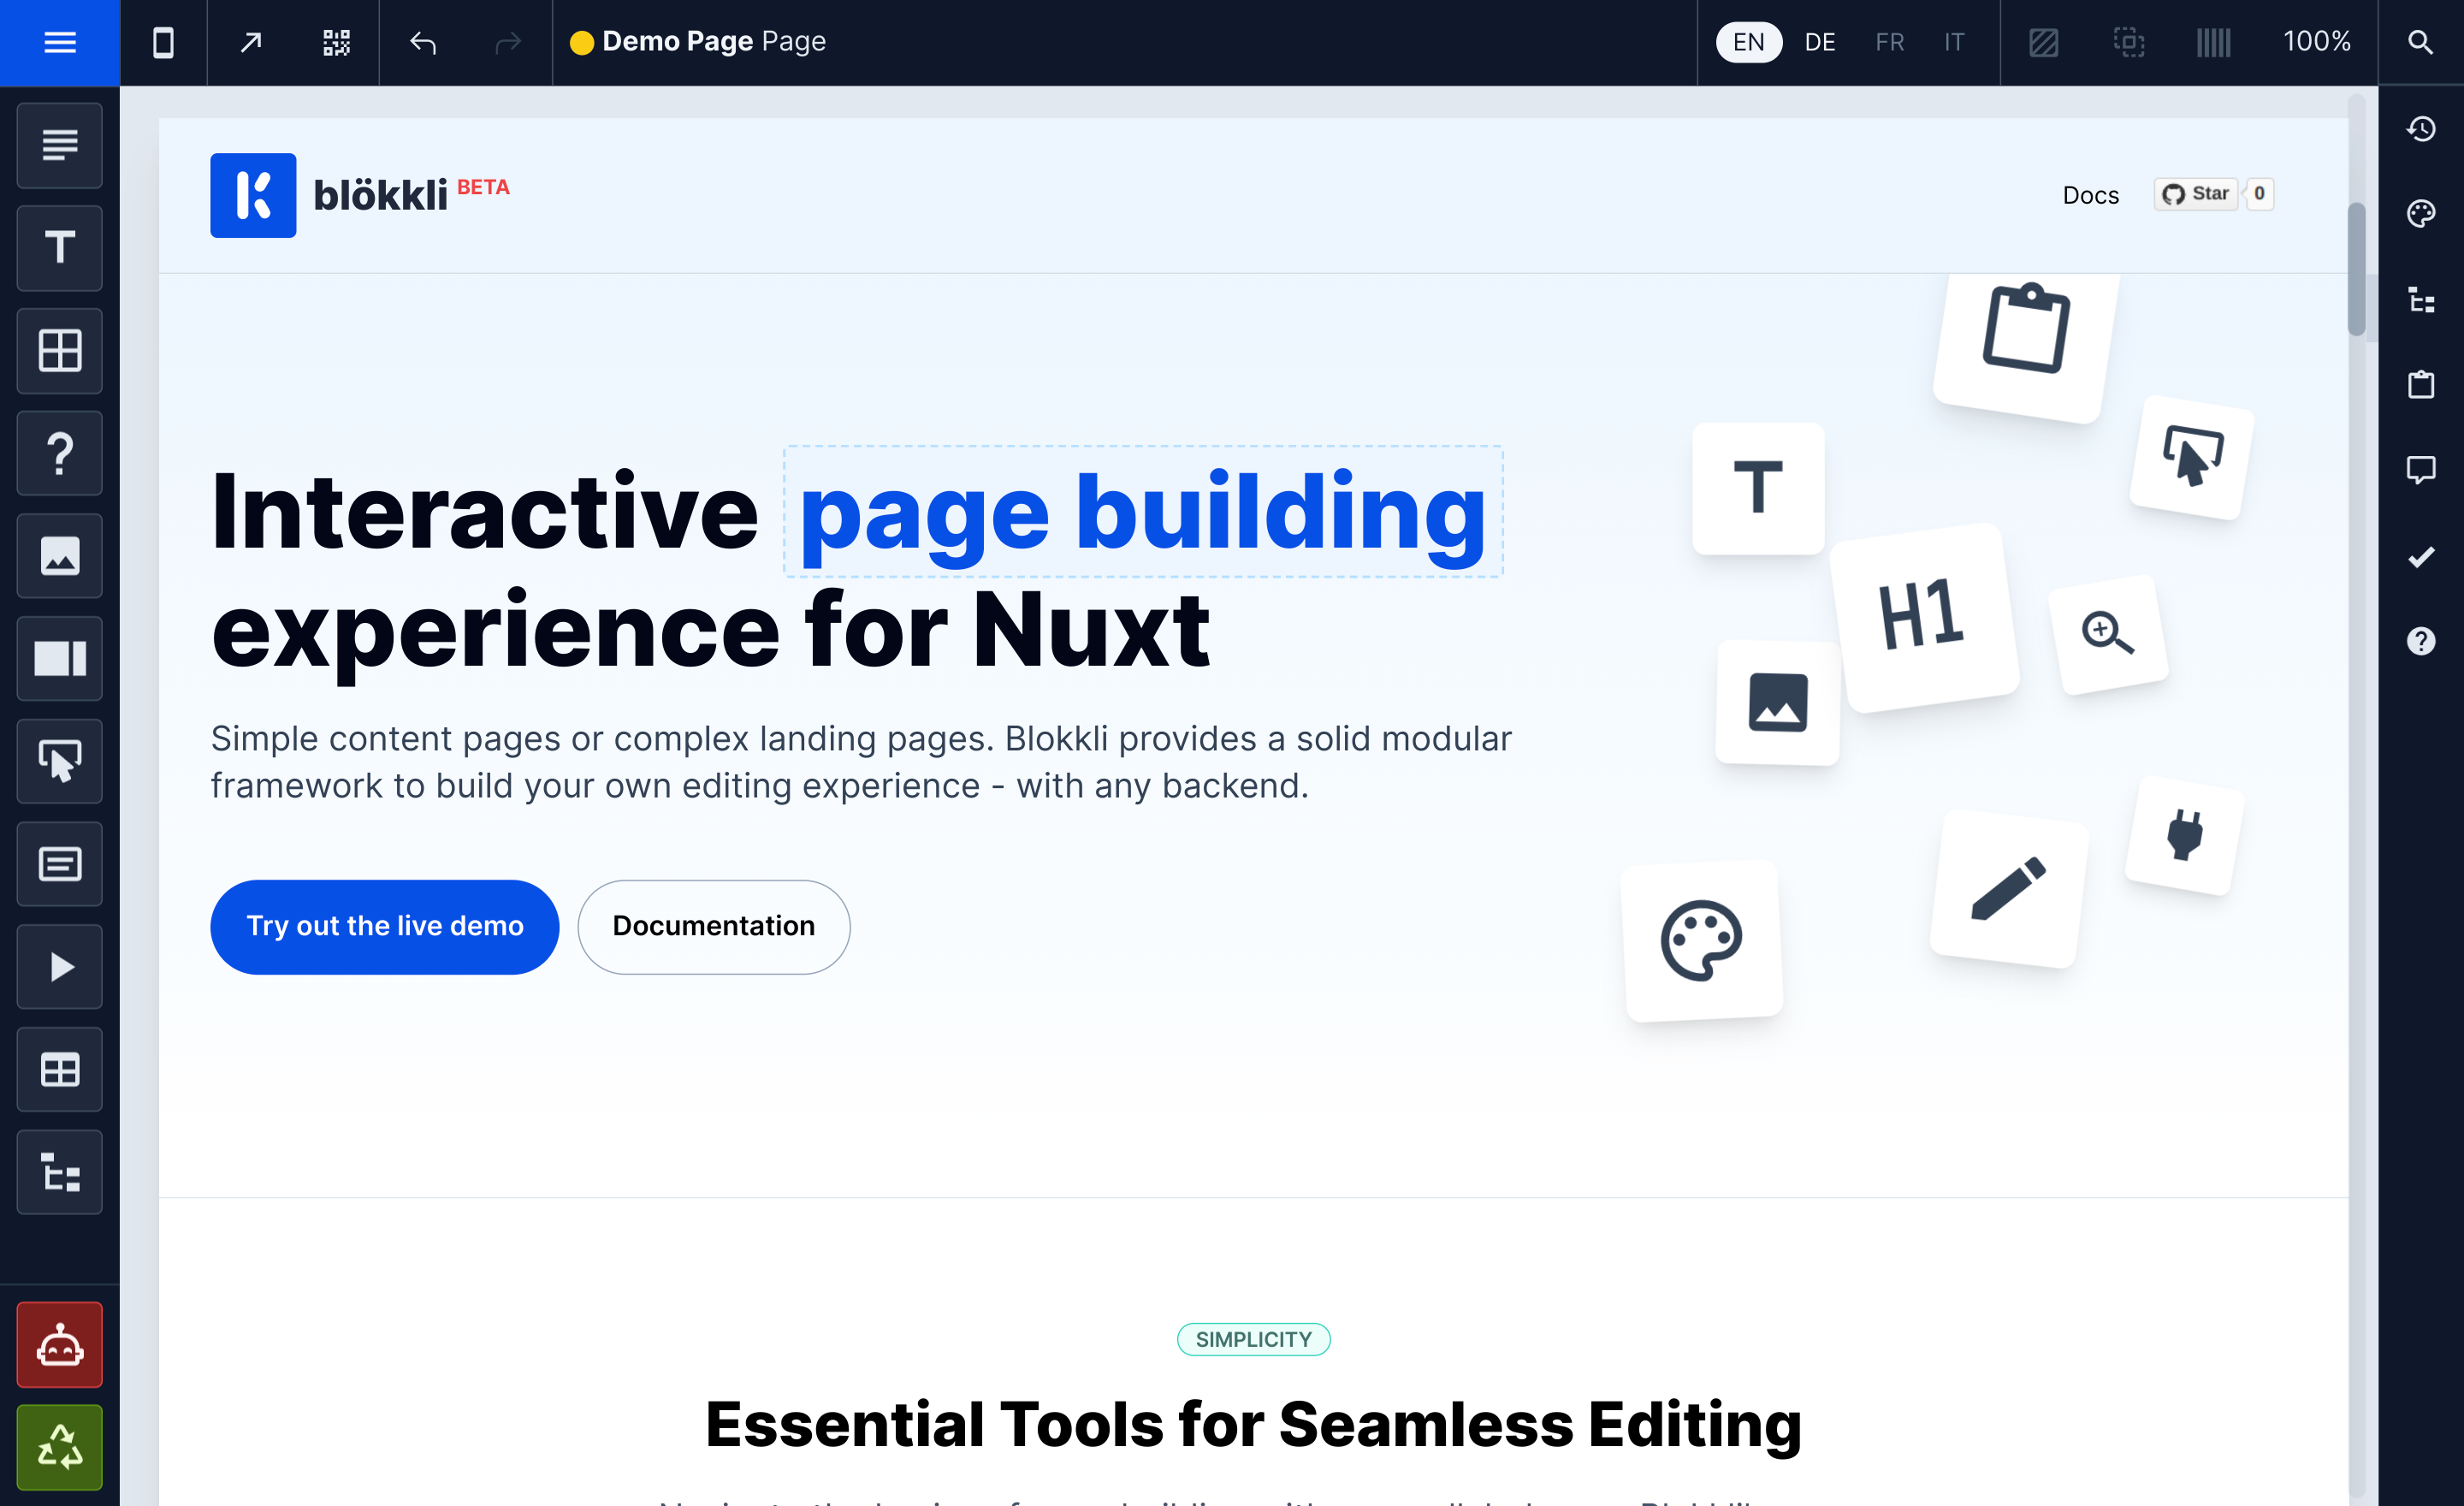 Demo Page Page
EN DE FR IT
100%
blökkli BETA
Docs
Star 0
T
H1
Interactive page building
experience for Nuxt
Simple content pages or complex landing pages. Blokkli provides a solid modular
framework to build your own editing experience - with any backend.
Try out the live demo
Documentation
SIMPLICITY
Essential Tools for Seamless Editing